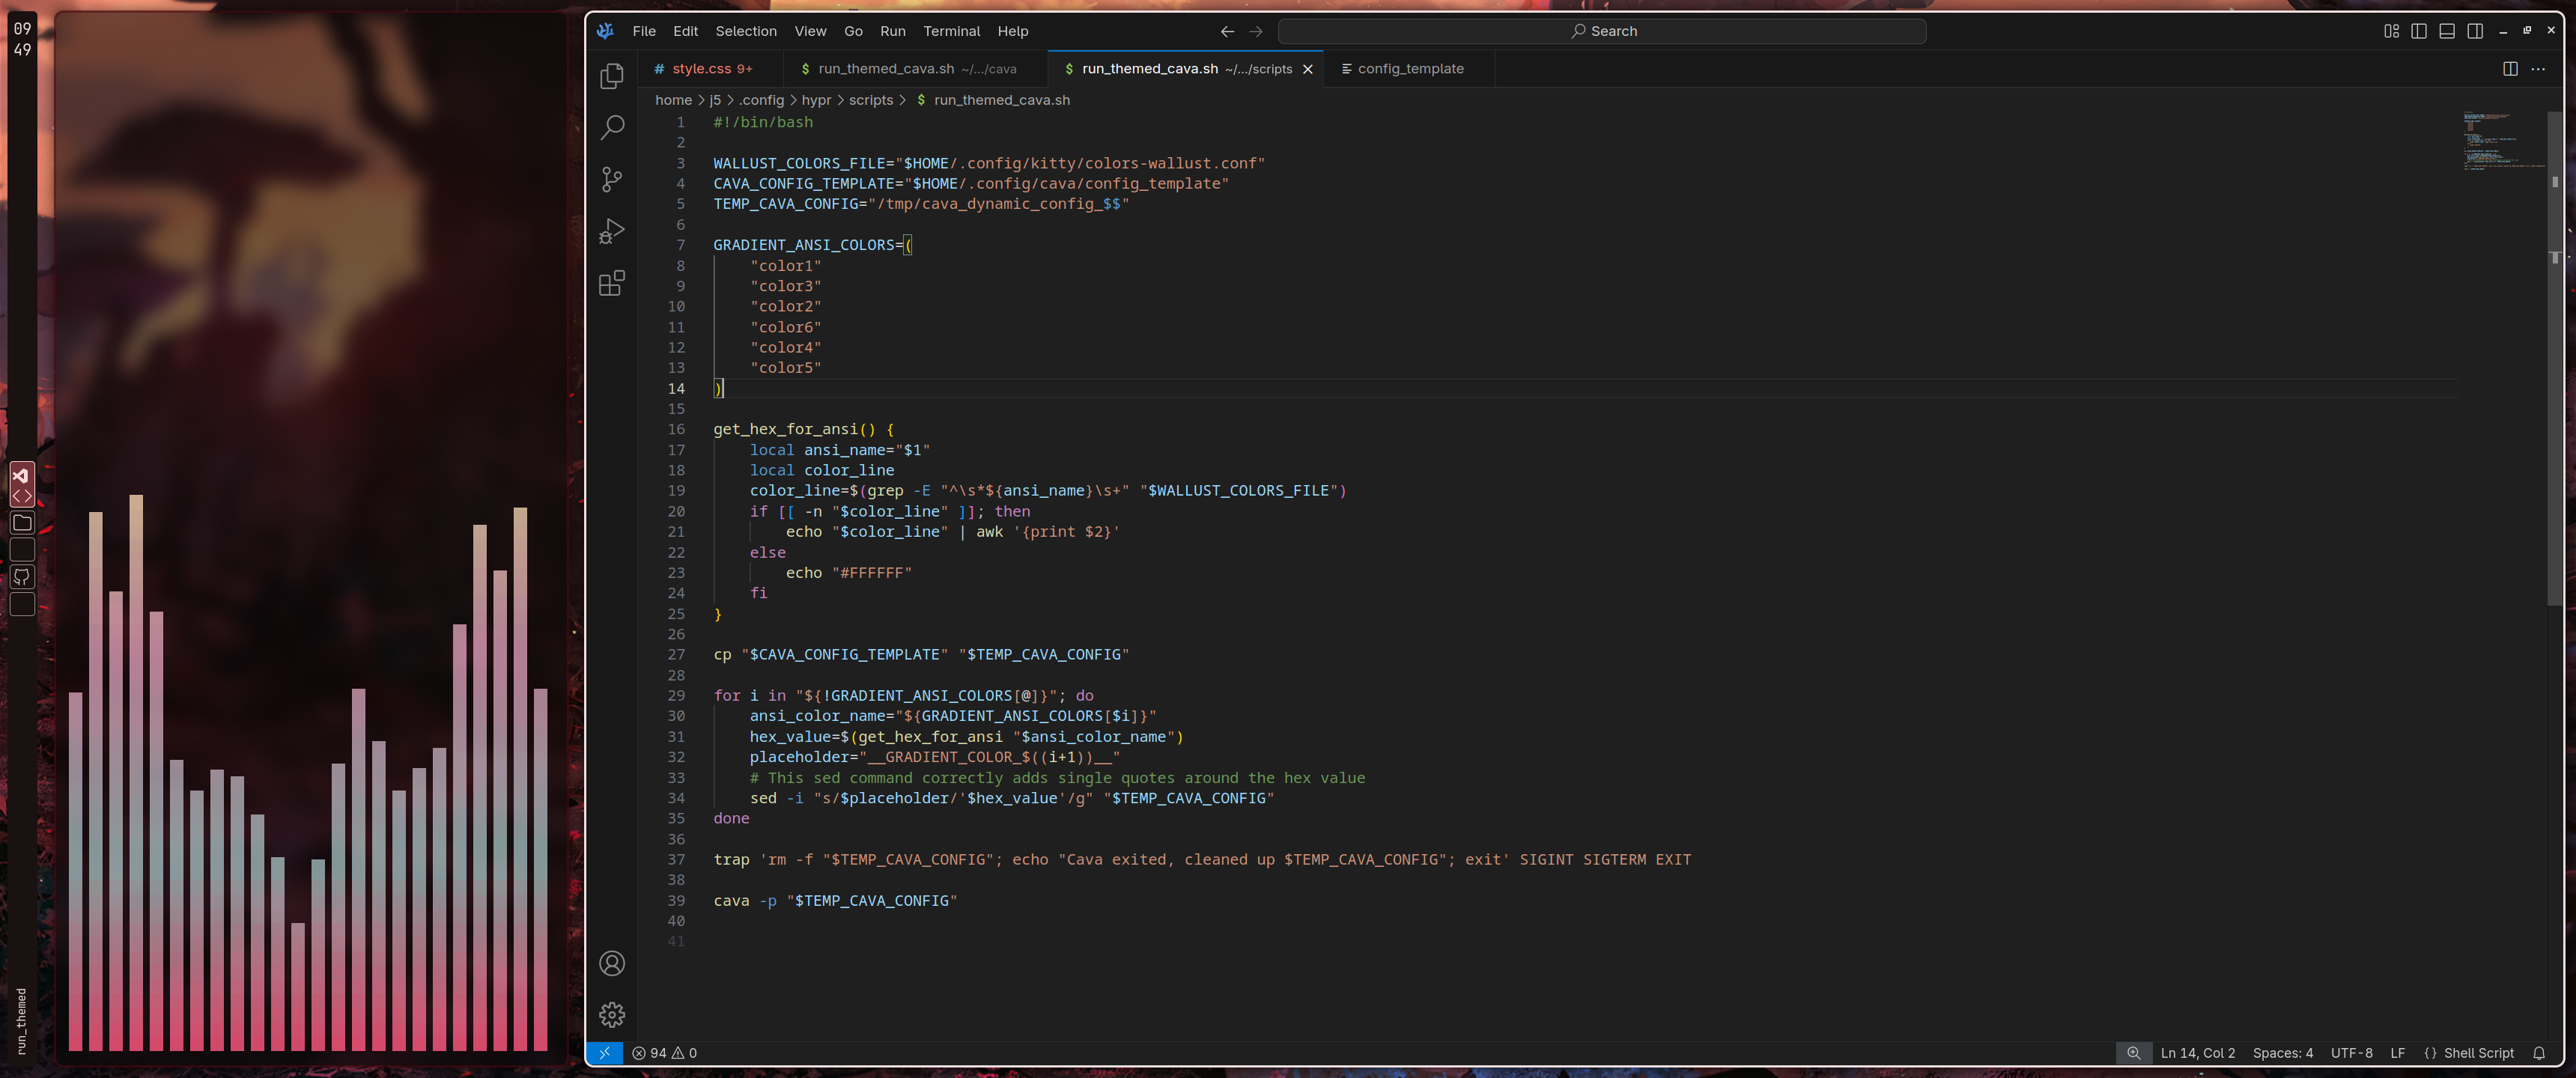 09
49
run_themed
File Edit Selection View Go Run Terminal Help
Search
# style.css 9+
$ run_themed_cava.sh ~/.../cava
$ run_themed_cava.sh ~/.../scripts
config_template
home > j5 > .config > hypr > scripts > $ run_themed_cava.sh
1 #!/bin/bash
2
3 WALLUST_COLORS_FILE="$HOME/.config/kitty/colors-wallust.conf"
4 CAVA_CONFIG_TEMPLATE="$HOME/.config/cava/config_template"
5 TEMP_CAVA_CONFIG="/tmp/cava_dynamic_config_$$"
6
7 GRADIENT_ANSI_COLORS=(
8     "color1"
9     "color3"
10     "color2"
11     "color6"
12     "color4"
13     "color5"
14 )
15
16 get_hex_for_ansi() {
17     local ansi_name="$1"
18     local color_line
19     color_line=$(grep -E "^\s*${ansi_name}\s+" "$WALLUST_COLORS_FILE")
20     if [[ -n "$color_line" ]]; then
21         echo "$color_line" | awk '{print $2}'
22     else
23         echo "#FFFFFF"
24     fi
25 }
26
27 cp "$CAVA_CONFIG_TEMPLATE" "$TEMP_CAVA_CONFIG"
28
29 for i in "${!GRADIENT_ANSI_COLORS[@]}"; do
30     ansi_color_name="${GRADIENT_ANSI_COLORS[$i]}"
31     hex_value=$(get_hex_for_ansi "$ansi_color_name")
32     placeholder="__GRADIENT_COLOR_$((i+1))__"
33     # This sed command correctly adds single quotes around the hex value
34     sed -i "s/$placeholder/'$hex_value'/g" "$TEMP_CAVA_CONFIG"
35 done
36
37 trap 'rm -f "$TEMP_CAVA_CONFIG"; echo "Cava exited, cleaned up $TEMP_CAVA_CONFIG"; exit' SIGINT SIGTERM EXIT
38
39 cava -p "$TEMP_CAVA_CONFIG"
40
41
94 0
Ln 14, Col 2 Spaces: 4 UTF-8 LF {} Shell Script